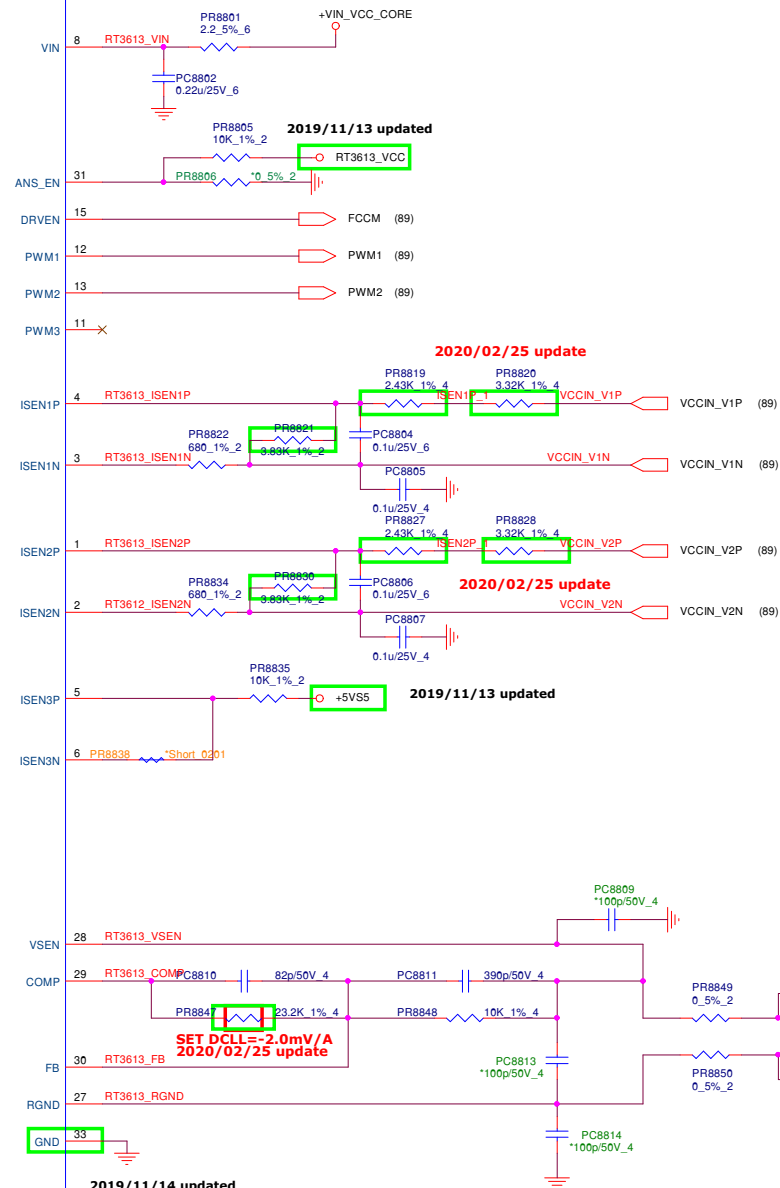 +VIN_VCC_CORE
PR8801
2.2_5%_6
VIN
8
RT3613_VIN
PC8802
0.22u/25V_6
PR8805
10K_1%_2
2019/11/13 updated
RT3613_VCC
ANS_EN
31
PR8806
*0_5%_2
DRVEN
15
FCCM (89)
PWM1
12
PWM1 (89)
PWM2
13
PWM2 (89)
PWM3
11
2020/02/25 update
PR8819
2.43K_1%_4
PR8820
3.32K_1%_4
ISEN1P
4
RT3613_ISEN1P
ISEN1P_1
VCCIN_V1P
VCCIN_V1P (89)
PR8821
3.83K_1%_2
PR8822
680_1%_2
PC8804
0.1u/25V_6
ISEN1N
3
RT3613_ISEN1N
VCCIN_V1N
VCCIN_V1N (89)
PC8805
0.1u/25V_4
PR8827
2.43K_1%_4
PR8828
3.32K_1%_4
ISEN2P
1
RT3613_ISEN2P
ISEN2P_1
VCCIN_V2P
VCCIN_V2P (89)
PR8830
3.83K_1%_2
PR8834
680_1%_2
PC8806
0.1u/25V_6
2020/02/25 update
ISEN2N
2
RT3612_ISEN2N
VCCIN_V2N
VCCIN_V2N (89)
PC8807
0.1u/25V_4
PR8835
10K_1%_2
ISEN3P
5
+5VS5
2019/11/13 updated
ISEN3N
6
PR8838
*Short_0201
PC8809
*100p/50V_4
VSEN
28
RT3613_VSEN
COMP
29
RT3613_COMP
PC8810
82p/50V_4
PC8811
390p/50V_4
PR8849
0_5%_2
PR8847
23.2K_1%_4
PR8848
10K_1%_4
SET DCLL=-2.0mV/A
2020/02/25 update
FB
30
RT3613_FB
PC8813
*100p/50V_4
PR8850
0_5%_2
RGND
27
RT3613_RGND
GND
33
PC8814
*100p/50V_4
2019/11/14 updated